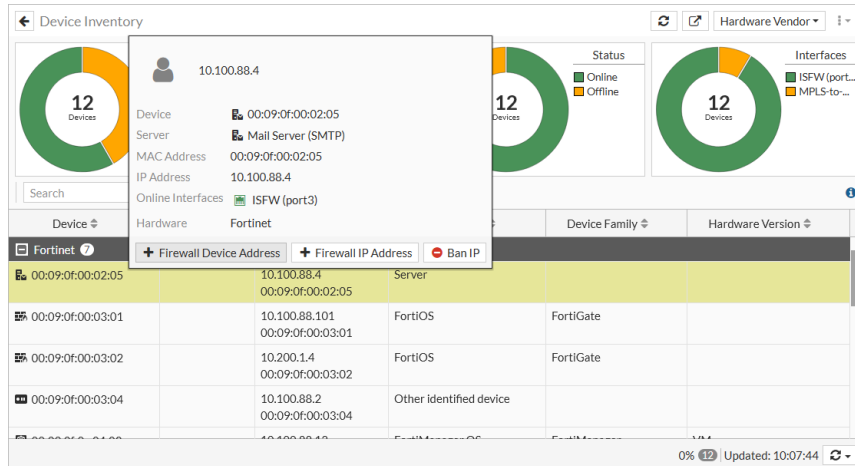 Device Inventory
Hardware Vendor
12
Devices
10.100.88.4
Device 00:09:0f:00:02:05
Server Mail Server (SMTP)
MAC Address 00:09:0f:00:02:05
IP Address 10.100.88.4
Online Interfaces ISFW (port3)
Hardware Fortinet
+ Firewall Device Address + Firewall IP Address Ban IP
12
Devices
Status
Online
Offline
12
Devices
Interfaces
ISFW (port...
MPLS-to-...
Search
Device Device Family Hardware Version
Fortinet 7
00:09:0f:00:02:05 10.100.88.4 Server
00:09:0f:00:02:05
00:09:0f:00:03:01 10.100.88.101 FortiOS FortiGate
00:09:0f:00:03:01
00:09:0f:00:03:02 10.200.1.4 FortiOS FortiGate
00:09:0f:00:03:02
00:09:0f:00:03:04 10.100.88.2 Other identified device
00:09:0f:00:03:04
0% 12 Updated: 10:07:44